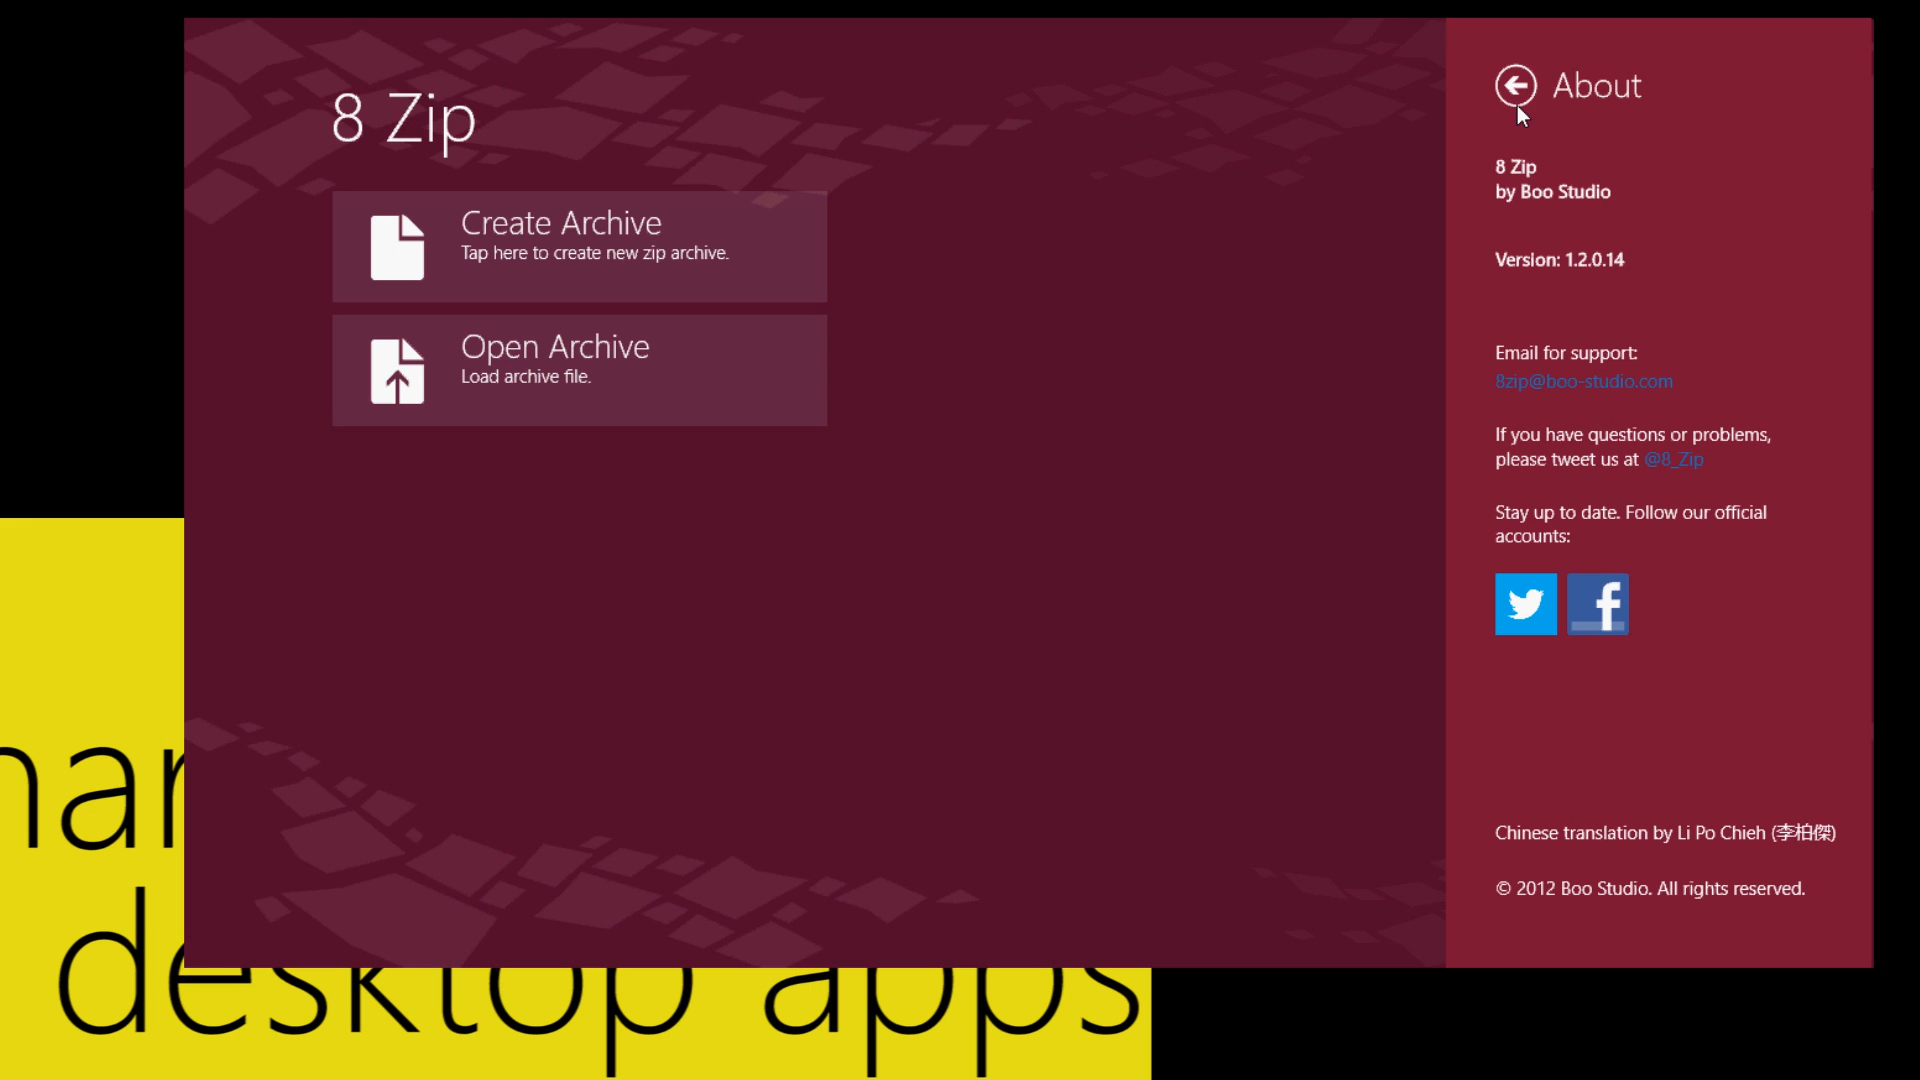 8 Zip
Create Archive
Tap here to create new zip archive.
Open Archive
Load archive file.
About
8 Zip
by Boo Studio
Version: 1.2.0.14
Email for support:
8zip@boo-studio.com
If you have questions or problems,
please tweet us at @8_Zip
Stay up to date. Follow our official
accounts:
Chinese translation by Li Po Chieh (李柏傑)
© 2012 Boo Studio. All rights reserved.
desktop apps